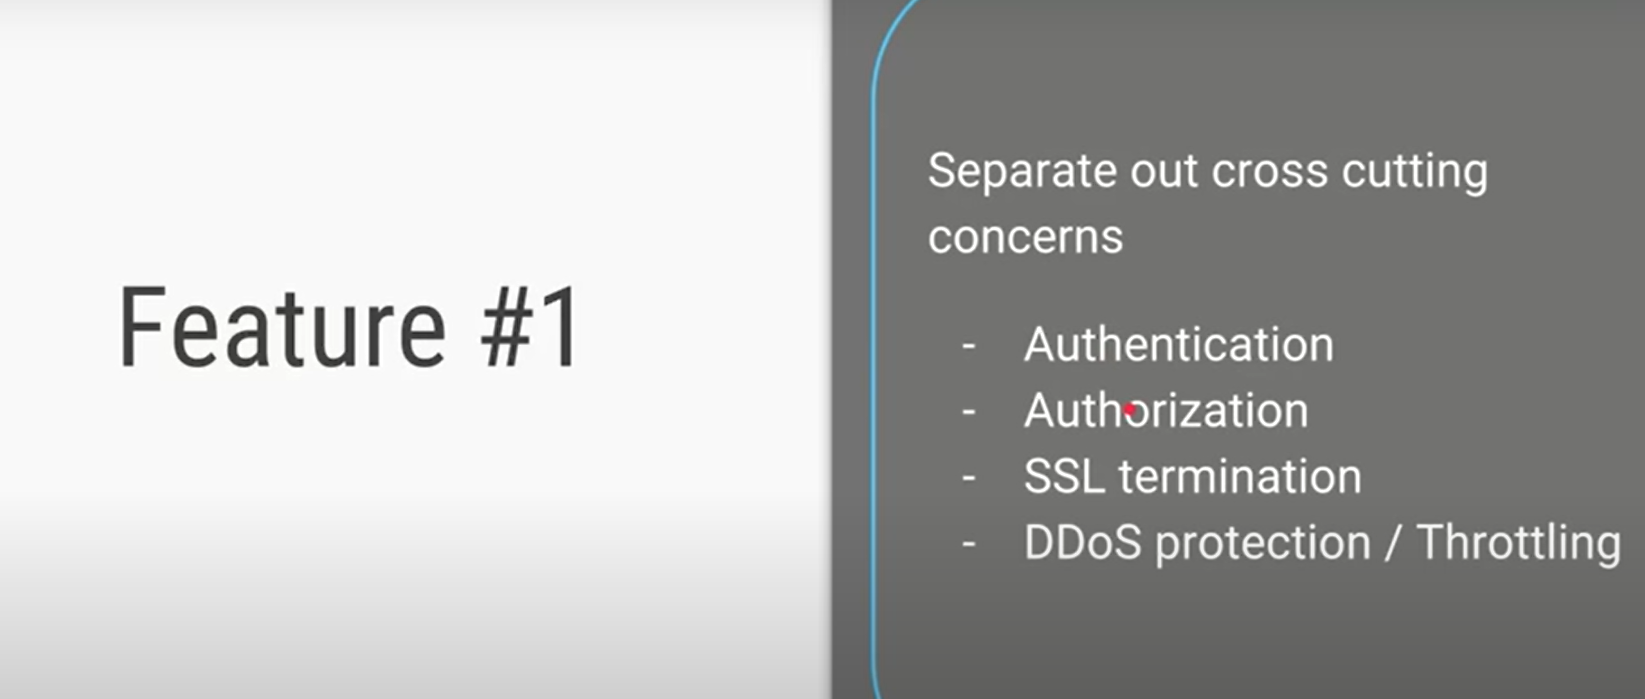 Feature #1
Separate out cross cutting
concerns
- Authentication
- Authorization
- SSL termination
- DDoS protection / Throttling